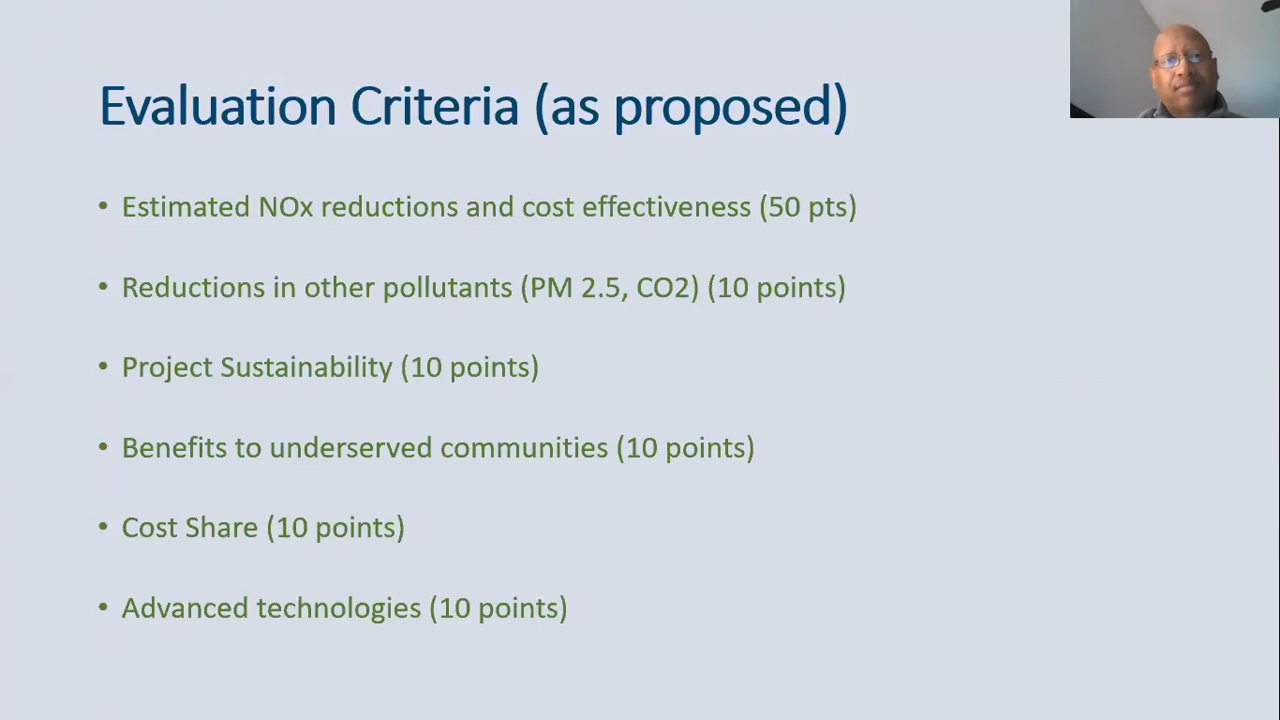 Evaluation Criteria (as proposed)
• Estimated NOx reductions and cost effectiveness (50 pts)
• Reductions in other pollutants (PM 2.5, CO2) (10 points)
• Project Sustainability (10 points)
• Benefits to underserved communities (10 points)
• Cost Share (10 points)
• Advanced technologies (10 points)